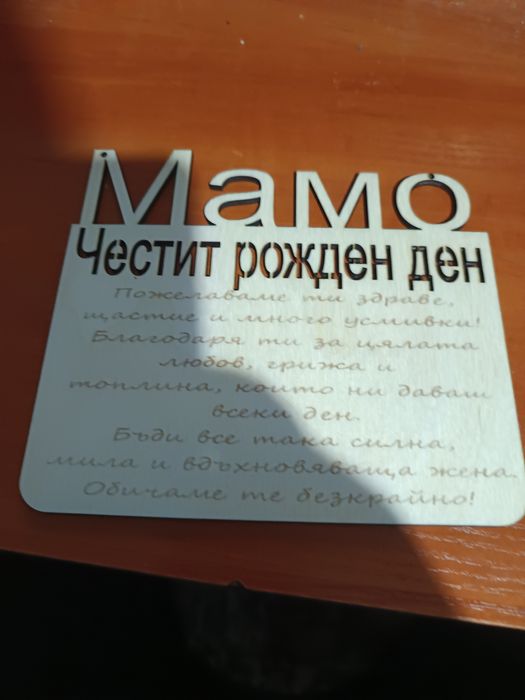 Мамо
Честит рожден ден
Пожелаваме ти здраве,
щастие и много усмивки!
Благодаря ти за цялата
любов, грижа и
топлина, които ни даваш
всеки ден.
Бъди все така силна,
мила и вдъхновяваща жена.
Обичаме те безкрайно!